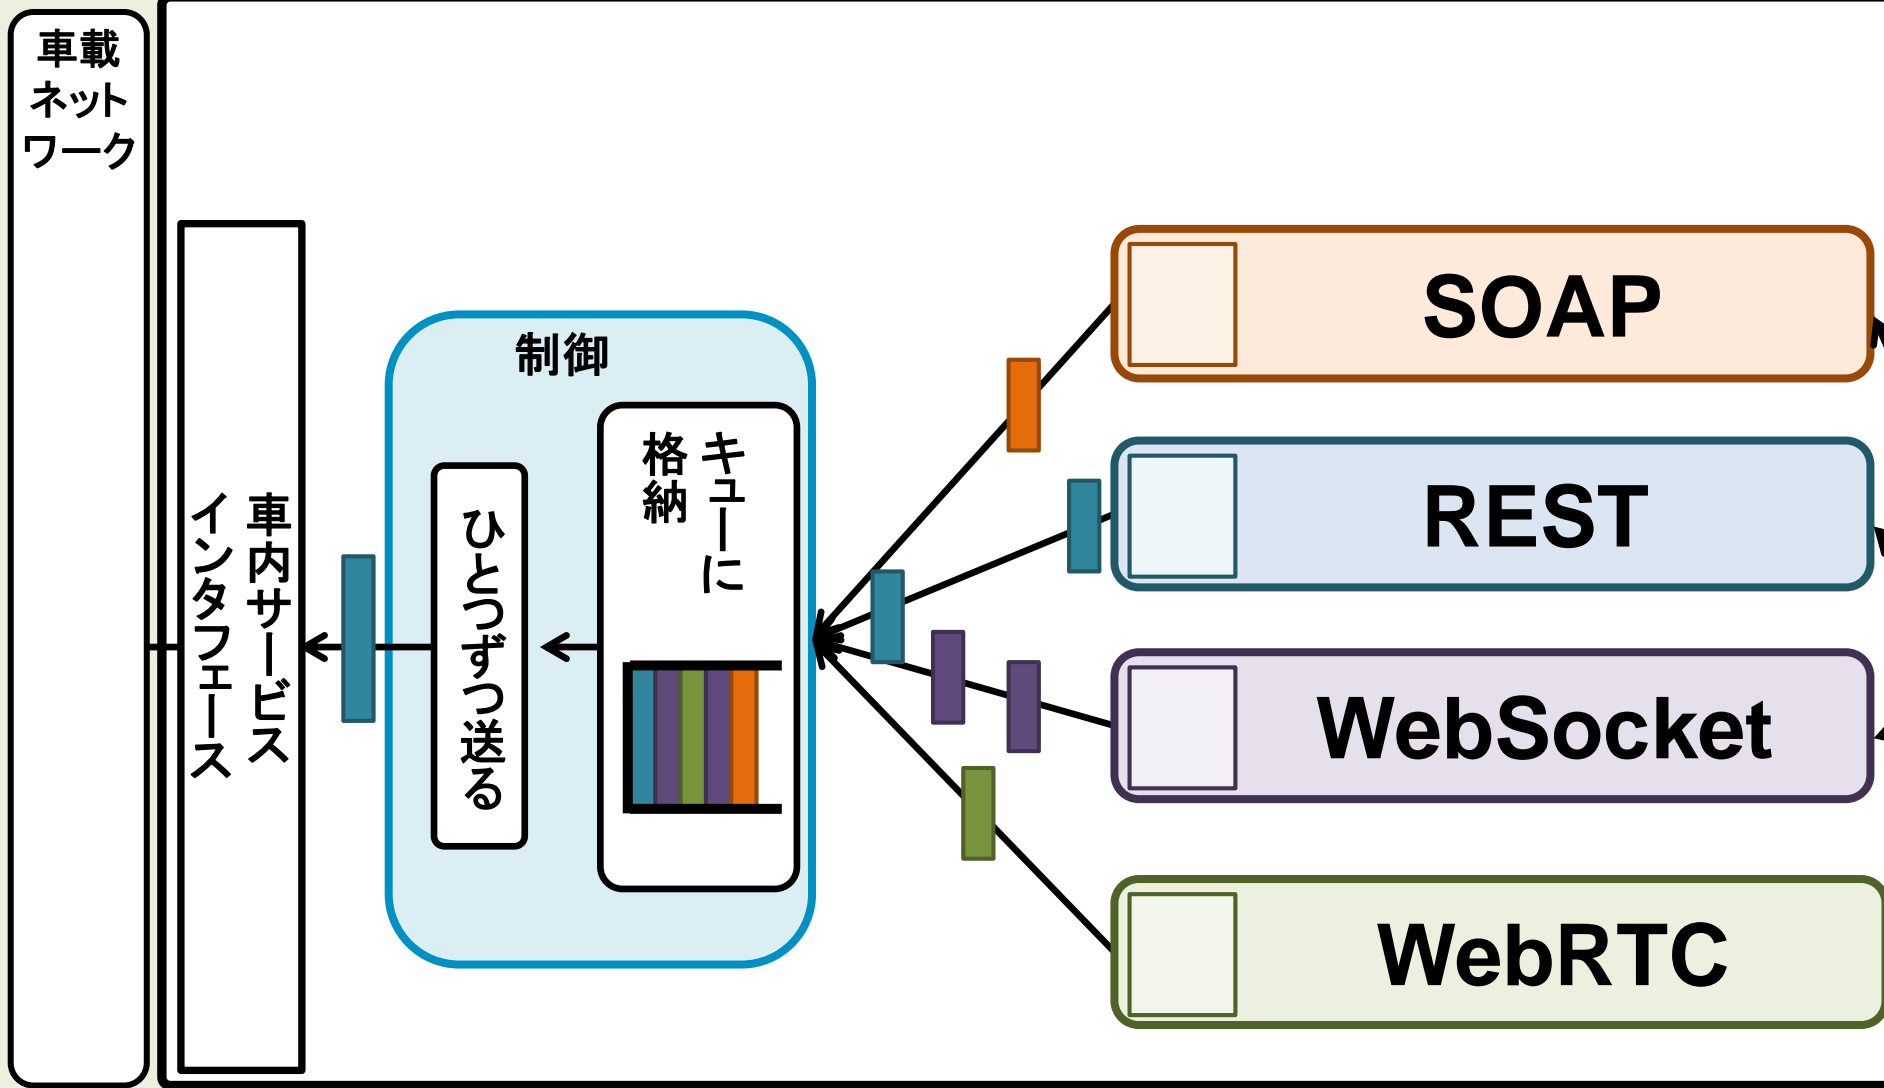 車載
ネット
ワーク
車内サービス
インタフェース
制御
ひとつずつ送る
キューに
格納
SOAP
REST
WebSocket
WebRTC